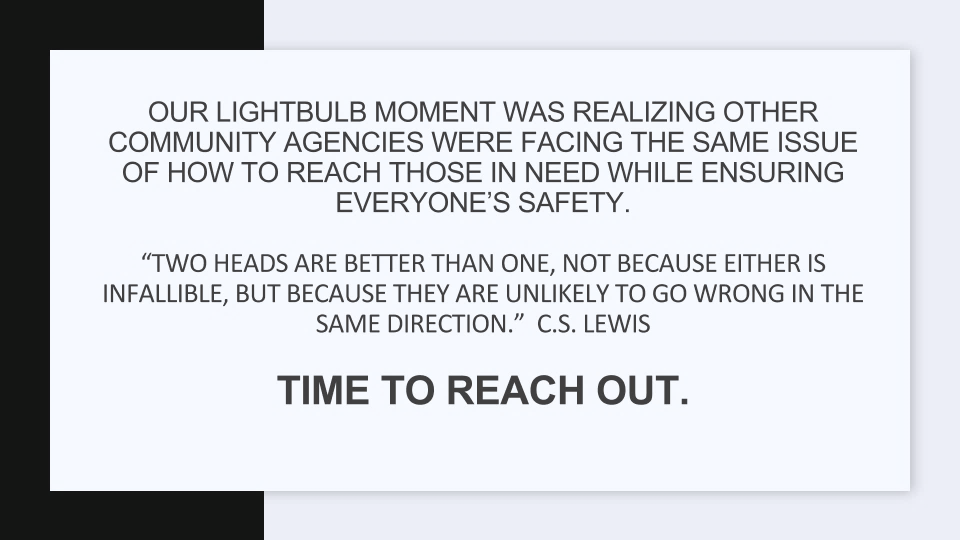 OUR LIGHTBULB MOMENT WAS REALIZING OTHER
COMMUNITY AGENCIES WERE FACING THE SAME ISSUE
OF HOW TO REACH THOSE IN NEED WHILE ENSURING
EVERYONE’S SAFETY.
“TWO HEADS ARE BETTER THAN ONE, NOT BECAUSE EITHER IS
INFALLIBLE, BUT BECAUSE THEY ARE UNLIKELY TO GO WRONG IN THE
SAME DIRECTION.”  C.S. LEWIS
TIME TO REACH OUT.